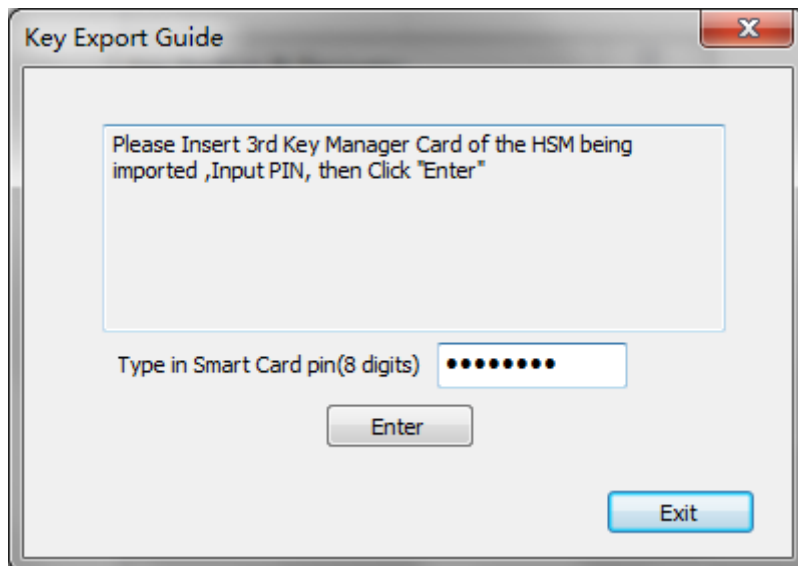 Key Export Guide
Please Insert 3rd Key Manager Card of the HSM being
imported ,Input PIN, then Click "Enter"
Type in Smart Card pin(8 digits) ●●●●●●●●
Enter
Exit